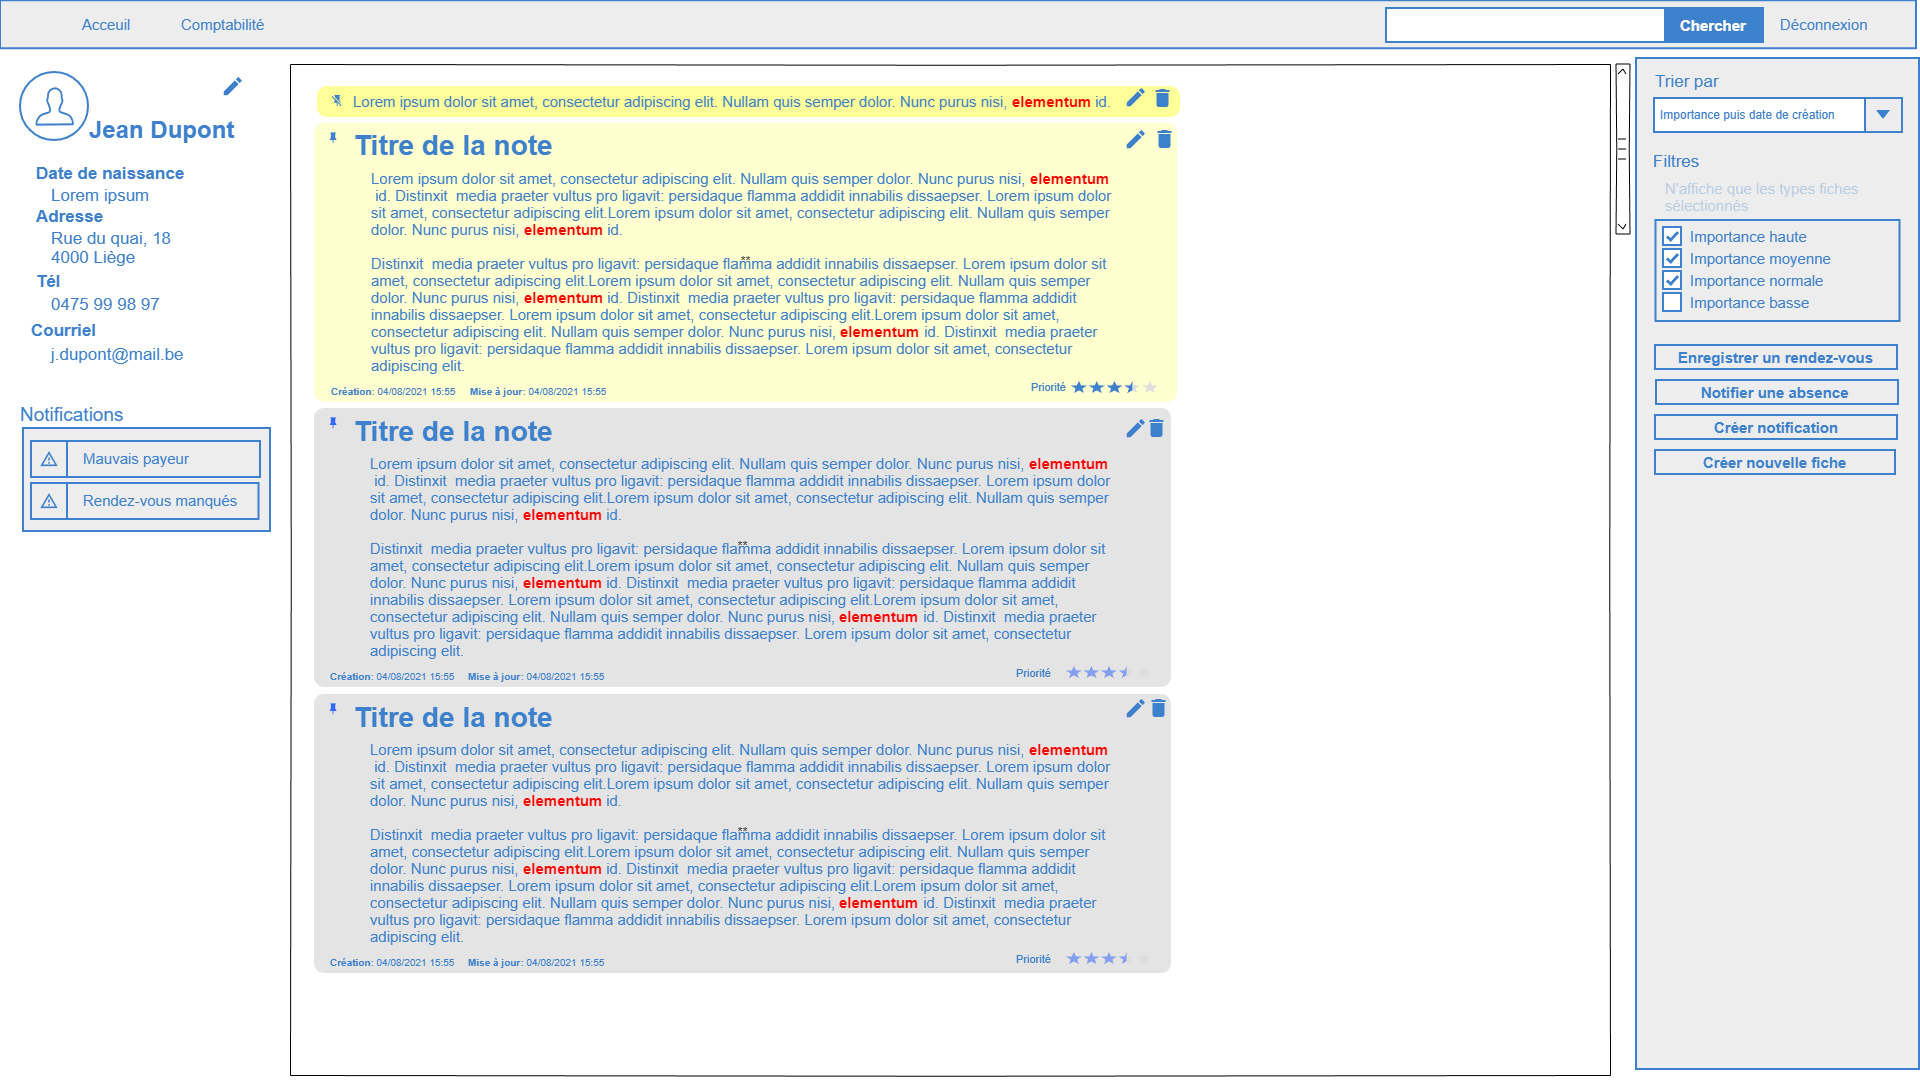 Acceuil
Comptabilité
Chercher
Déconnexion
Jean Dupont
Date de naissance
Lorem ipsum
Adresse
Rue du quai, 18
4000 Liège
Tél
0475 99 98 97
Courriel
j.dupont@mail.be
Notifications
Mauvais payeur
Rendez-vous manqués
Lorem ipsum dolor sit amet, consectetur adipiscing elit. Nullam quis semper dolor. Nunc purus nisi, elementum id.
Titre de la note
Lorem ipsum dolor sit amet, consectetur adipiscing elit. Nullam quis semper dolor. Nunc purus nisi, elementum
id. Distinxit  media praeter vultus pro ligavit: persidaque flamma addidit innabilis dissaepser. Lorem ipsum dolor
sit amet, consectetur adipiscing elit.Lorem ipsum dolor sit amet, consectetur adipiscing elit. Nullam quis semper
dolor. Nunc purus nisi, elementum id.
**
Distinxit  media praeter vultus pro ligavit: persidaque flamma addidit innabilis dissaepser. Lorem ipsum dolor sit
amet, consectetur adipiscing elit.Lorem ipsum dolor sit amet, consectetur adipiscing elit. Nullam quis semper
dolor. Nunc purus nisi, elementum id. Distinxit  media praeter vultus pro ligavit: persidaque flamma addidit
innabilis dissaepser. Lorem ipsum dolor sit amet, consectetur adipiscing elit.Lorem ipsum dolor sit amet,
consectetur adipiscing elit. Nullam quis semper dolor. Nunc purus nisi, elementum id. Distinxit  media praeter
vultus pro ligavit: persidaque flamma addidit innabilis dissaepser. Lorem ipsum dolor sit amet, consectetur
adipiscing elit.
Création: 04/08/2021 15:55 Mise à jour: 04/08/2021 15:55
Priorité
Titre de la note
Lorem ipsum dolor sit amet, consectetur adipiscing elit. Nullam quis semper dolor. Nunc purus nisi, elementum
id. Distinxit  media praeter vultus pro ligavit: persidaque flamma addidit innabilis dissaepser. Lorem ipsum dolor
sit amet, consectetur adipiscing elit.Lorem ipsum dolor sit amet, consectetur adipiscing elit. Nullam quis semper
dolor. Nunc purus nisi, elementum id.
**
Distinxit  media praeter vultus pro ligavit: persidaque flamma addidit innabilis dissaepser. Lorem ipsum dolor sit
amet, consectetur adipiscing elit.Lorem ipsum dolor sit amet, consectetur adipiscing elit. Nullam quis semper
dolor. Nunc purus nisi, elementum id. Distinxit  media praeter vultus pro ligavit: persidaque flamma addidit
innabilis dissaepser. Lorem ipsum dolor sit amet, consectetur adipiscing elit.Lorem ipsum dolor sit amet,
consectetur adipiscing elit. Nullam quis semper dolor. Nunc purus nisi, elementum id. Distinxit  media praeter
vultus pro ligavit: persidaque flamma addidit innabilis dissaepser. Lorem ipsum dolor sit amet, consectetur
adipiscing elit.
Création: 04/08/2021 15:55 Mise à jour: 04/08/2021 15:55
Priorité
Titre de la note
Lorem ipsum dolor sit amet, consectetur adipiscing elit. Nullam quis semper dolor. Nunc purus nisi, elementum
id. Distinxit  media praeter vultus pro ligavit: persidaque flamma addidit innabilis dissaepser. Lorem ipsum dolor
sit amet, consectetur adipiscing elit.Lorem ipsum dolor sit amet, consectetur adipiscing elit. Nullam quis semper
dolor. Nunc purus nisi, elementum id.
**
Distinxit  media praeter vultus pro ligavit: persidaque flamma addidit innabilis dissaepser. Lorem ipsum dolor sit
amet, consectetur adipiscing elit.Lorem ipsum dolor sit amet, consectetur adipiscing elit. Nullam quis semper
dolor. Nunc purus nisi, elementum id. Distinxit  media praeter vultus pro ligavit: persidaque flamma addidit
innabilis dissaepser. Lorem ipsum dolor sit amet, consectetur adipiscing elit.Lorem ipsum dolor sit amet,
consectetur adipiscing elit. Nullam quis semper dolor. Nunc purus nisi, elementum id. Distinxit  media praeter
vultus pro ligavit: persidaque flamma addidit innabilis dissaepser. Lorem ipsum dolor sit amet, consectetur
adipiscing elit.
Création: 04/08/2021 15:55 Mise à jour: 04/08/2021 15:55
Priorité
Trier par
Importance puis date de création
Filtres
N'affiche que les types fiches
sélectionnés
Importance haute
Importance moyenne
Importance normale
Importance basse
Enregistrer un rendez-vous
Notifier une absence
Créer notification
Créer nouvelle fiche